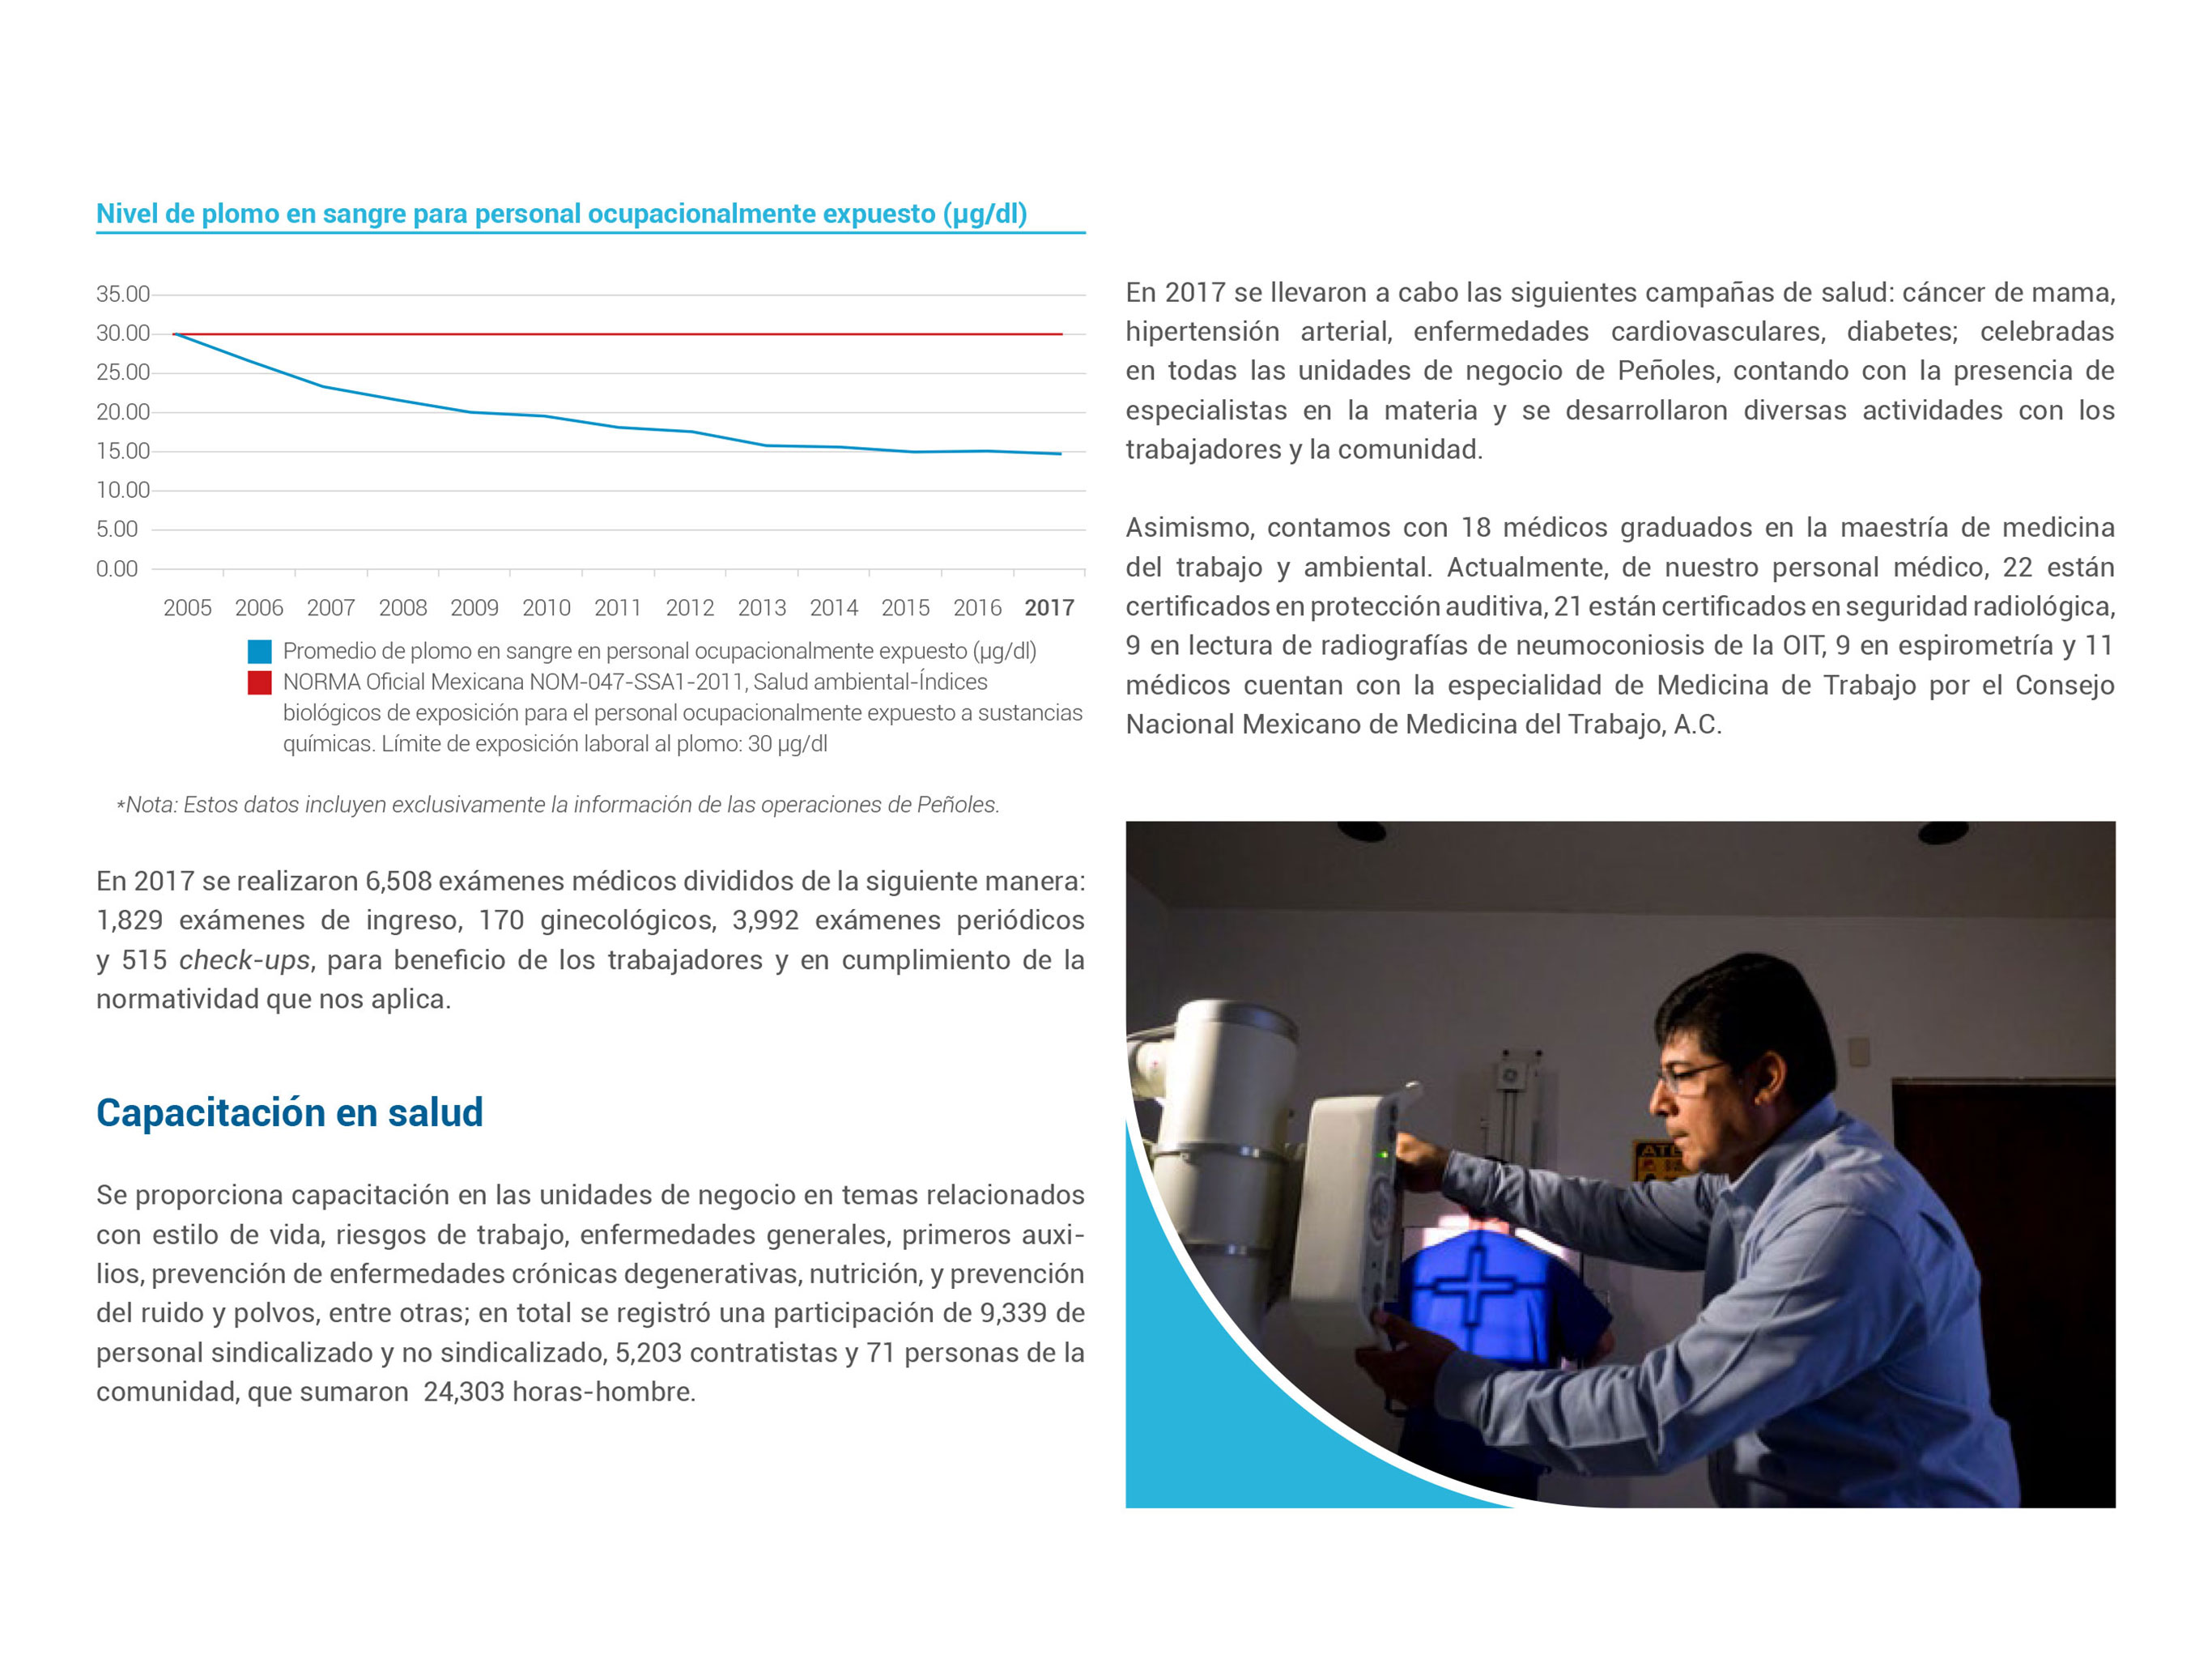 Nivel de plomo en sangre para personal ocupacionalmente expuesto (µg/dl)
35.00
30.00
25.00
20.00
15.00
10.00
5.00
0.00
2005 2006 2007 2008 2009 2010 2011 2012 2013 2014 2015 2016 2017
Promedio de plomo en sangre en personal ocupacionalmente expuesto (µg/dl)
NORMA Oficial Mexicana NOM-047-SSA1-2011, Salud ambiental-Índices
biológicos de exposición para el personal ocupacionalmente expuesto a sustancias
químicas. Límite de exposición laboral al plomo: 30 µg/dl
*Nota: Estos datos incluyen exclusivamente la información de las operaciones de Peñoles.
En 2017 se realizaron 6,508 exámenes médicos divididos de la siguiente manera:
1,829 exámenes de ingreso, 170 ginecológicos, 3,992 exámenes periódicos
y 515 check-ups, para beneficio de los trabajadores y en cumplimiento de la
normatividad que nos aplica.
Capacitación en salud
Se proporciona capacitación en las unidades de negocio en temas relacionados
con estilo de vida, riesgos de trabajo, enfermedades generales, primeros auxi-
lios, prevención de enfermedades crónicas degenerativas, nutrición, y prevención
del ruido y polvos, entre otras; en total se registró una participación de 9,339 de
personal sindicalizado y no sindicalizado, 5,203 contratistas y 71 personas de la
comunidad, que sumaron 24,303 horas-hombre.
En 2017 se llevaron a cabo las siguientes campañas de salud: cáncer de mama,
hipertensión arterial, enfermedades cardiovasculares, diabetes; celebradas
en todas las unidades de negocio de Peñoles, contando con la presencia de
especialistas en la materia y se desarrollaron diversas actividades con los
trabajadores y la comunidad.
Asimismo, contamos con 18 médicos graduados en la maestría de medicina
del trabajo y ambiental. Actualmente, de nuestro personal médico, 22 están
certificados en protección auditiva, 21 están certificados en seguridad radiológica,
9 en lectura de radiografías de neumoconiosis de la OIT, 9 en espirometría y 11
médicos cuentan con la especialidad de Medicina de Trabajo por el Consejo
Nacional Mexicano de Medicina del Trabajo, A.C.